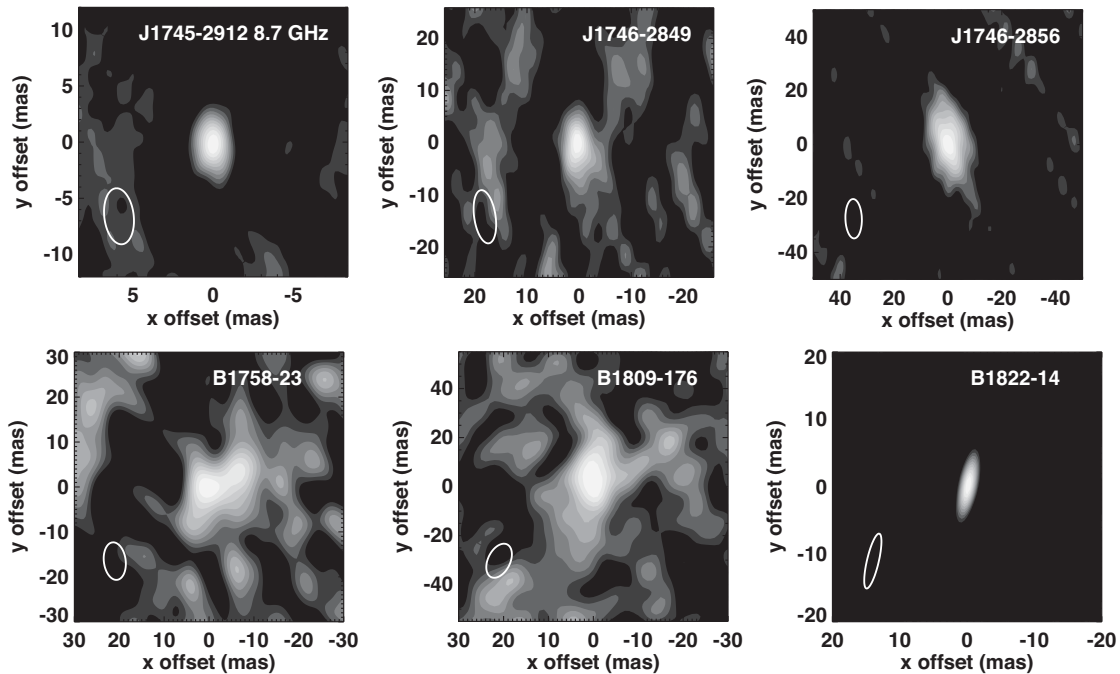 J1745-2912 8.7 GHz
y offset (mas)
10
5
0
-5
-10
5 0 -5
x offset (mas)
J1746-2849
y offset (mas)
20
10
0
-10
-20
20 10 0 -10 -20
x offset (mas)
J1746-2856
y offset (mas)
40
20
0
-20
-40
40 20 0 -20 -40
x offset (mas)
B1758-23
y offset (mas)
30
20
10
0
-10
-20
-30
30 20 10 0 -10 -20 -30
x offset (mas)
B1809-176
y offset (mas)
40
20
0
-20
-40
30 20 10 0 -10 -20 -30
x offset (mas)
B1822-14
y offset (mas)
20
10
0
-10
-20
20 10 0 -10 -20
x offset (mas)